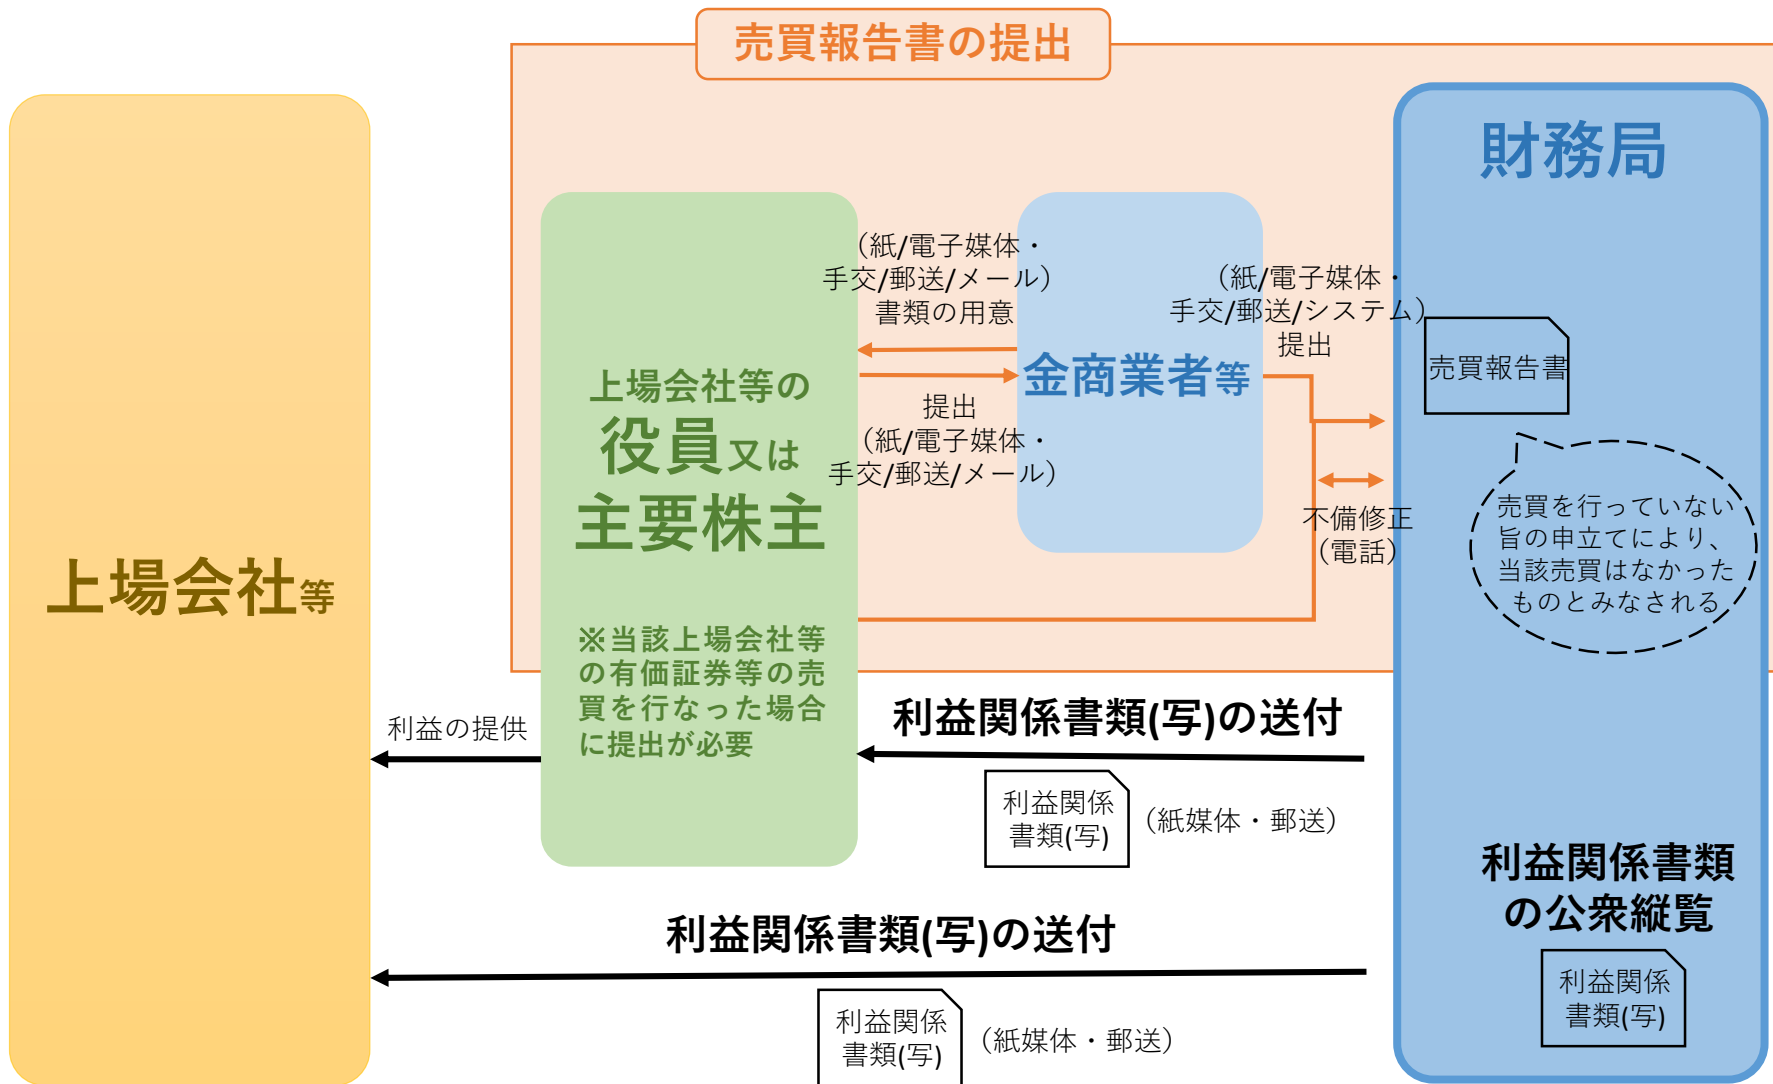 売買報告書の提出
財務局
上場会社等
上場会社等の
役員又は
主要株主
※当該上場会社等
の有価証券等の売
買を行なった場合
に提出が必要
（紙/電子媒体・
手交/郵送/メール）
書類の用意
金商業者等
提出
（紙/電子媒体・
手交/郵送/メール）
（紙/電子媒体・
手交/郵送/システム）
提出
売買報告書
不備修正
（電話）
売買を行っていない
旨の申立てにより、
当該売買はなかった
ものとみなされる
利益の提供
利益関係書類(写)の送付
利益関係
書類(写)
（紙媒体・郵送）
利益関係書類
の公衆縦覧
利益関係
書類(写)
利益関係書類(写)の送付
利益関係
書類(写)
（紙媒体・郵送）